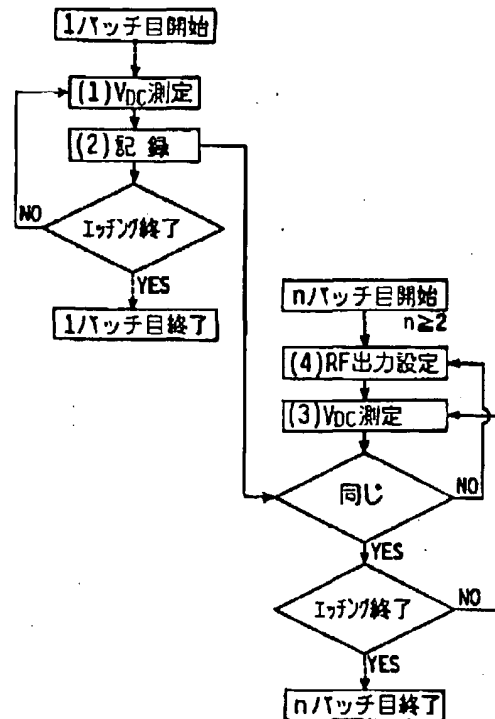 1バッチ目開始
(1)VDC測定
(2)記録
エッチング終了
NO
YES
1バッチ目終了
nバッチ目開始
n≧2
(4)RF出力設定
(3)VDC測定
同じ
NO
YES
エッチング終了
NO
YES
nバッチ目終了